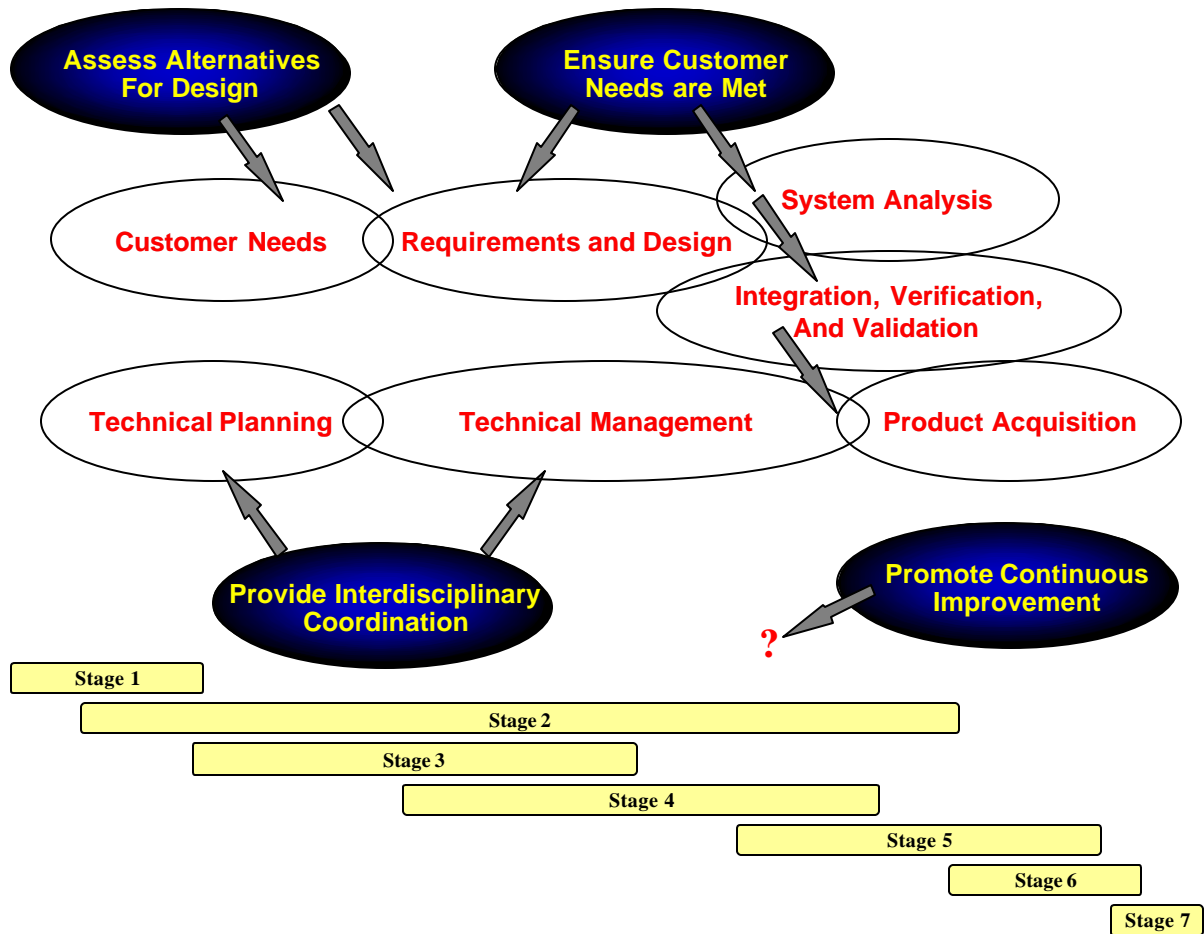 Assess Alternatives
For Design
Ensure Customer
Needs are Met
System Analysis
Customer Needs
Requirements and Design
Integration, Verification,
And Validation
Technical Planning
Technical Management
Product Acquisition
Provide Interdisciplinary
Coordination
Promote Continuous
Improvement
?
Stage 1
Stage 2
Stage 3
Stage 4
Stage 5
Stage 6
Stage 7